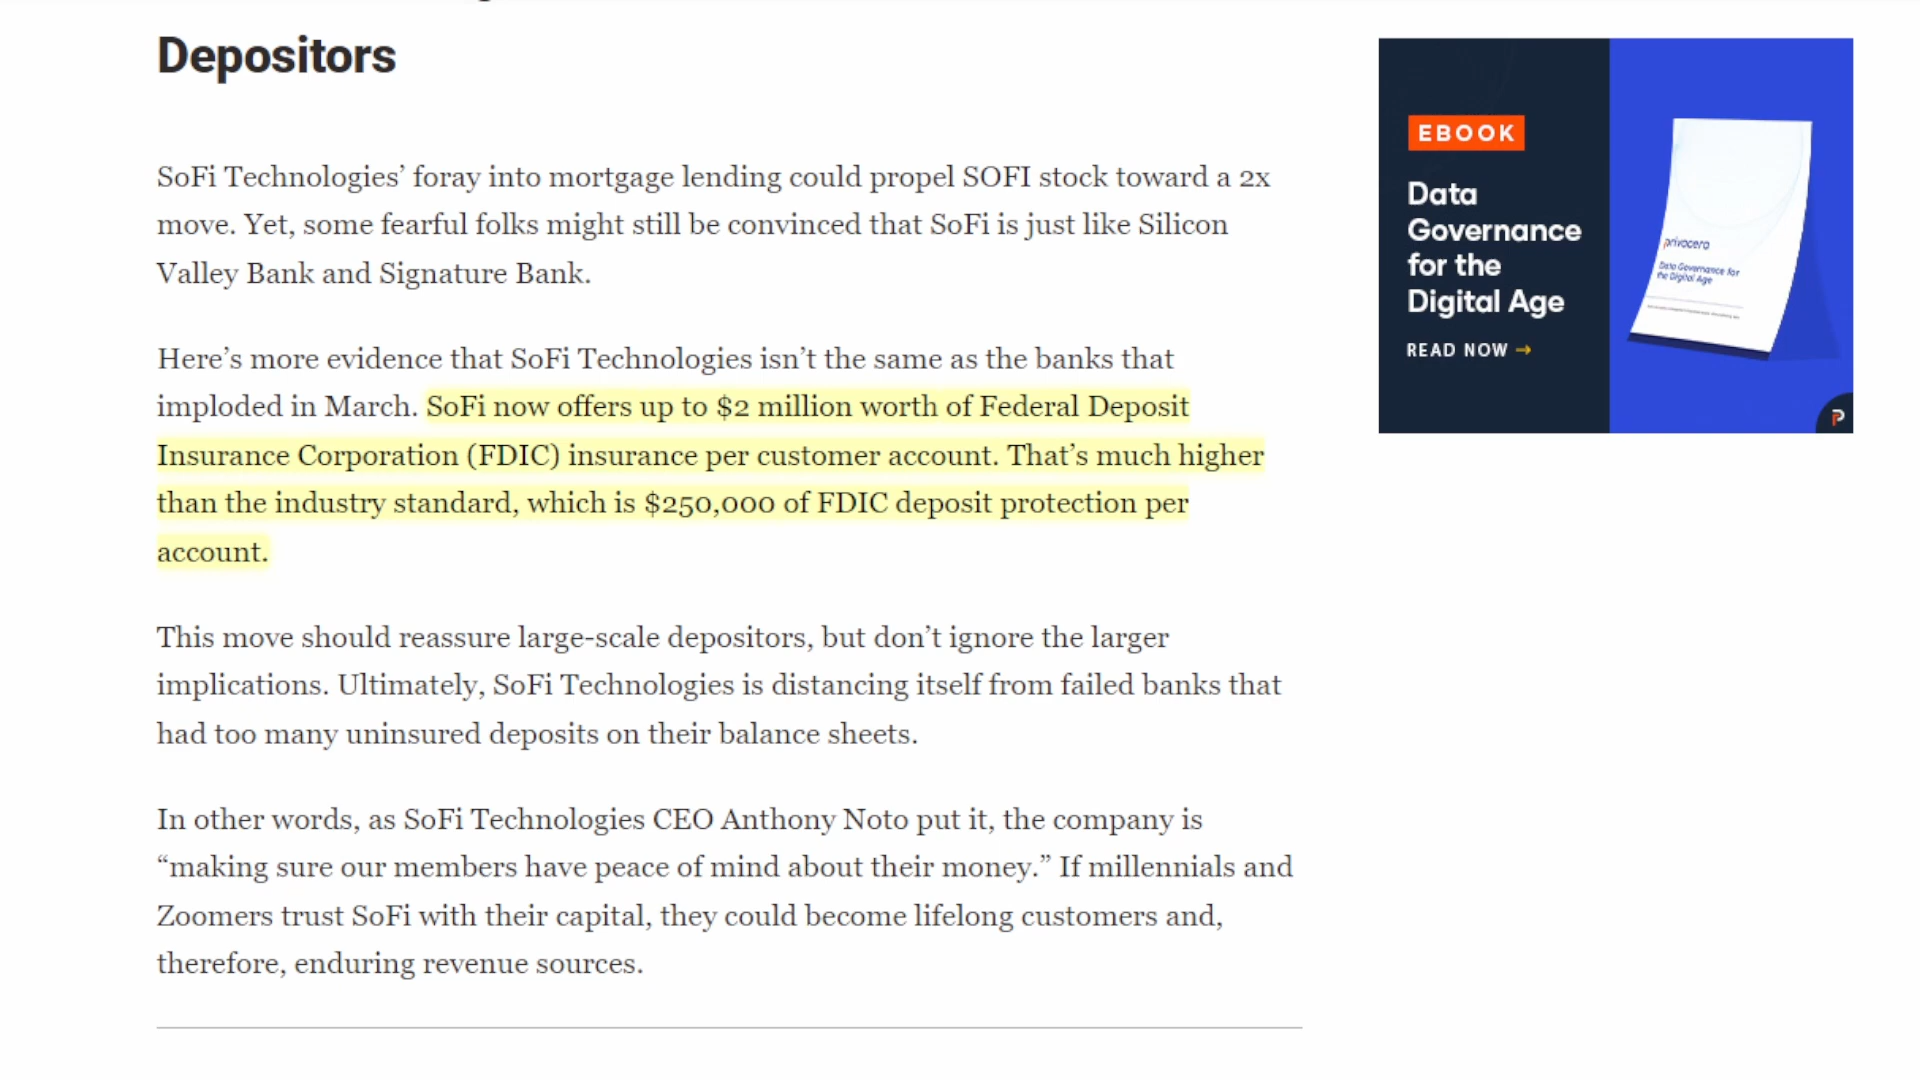 Depositors
SoFi Technologies’ foray into mortgage lending could propel SOFI stock toward a 2x
move. Yet, some fearful folks might still be convinced that SoFi is just like Silicon
Valley Bank and Signature Bank.
Here’s more evidence that SoFi Technologies isn’t the same as the banks that
imploded in March. SoFi now offers up to $2 million worth of Federal Deposit
Insurance Corporation (FDIC) insurance per customer account. That’s much higher
than the industry standard, which is $250,000 of FDIC deposit protection per
account.
This move should reassure large-scale depositors, but don’t ignore the larger
implications. Ultimately, SoFi Technologies is distancing itself from failed banks that
had too many uninsured deposits on their balance sheets.
In other words, as SoFi Technologies CEO Anthony Noto put it, the company is
“making sure our members have peace of mind about their money.” If millennials and
Zoomers trust SoFi with their capital, they could become lifelong customers and,
therefore, enduring revenue sources.
EBOOK
Data
Governance
for the
Digital Age
READ NOW →
privacera
Data Governance for
the Digital Age